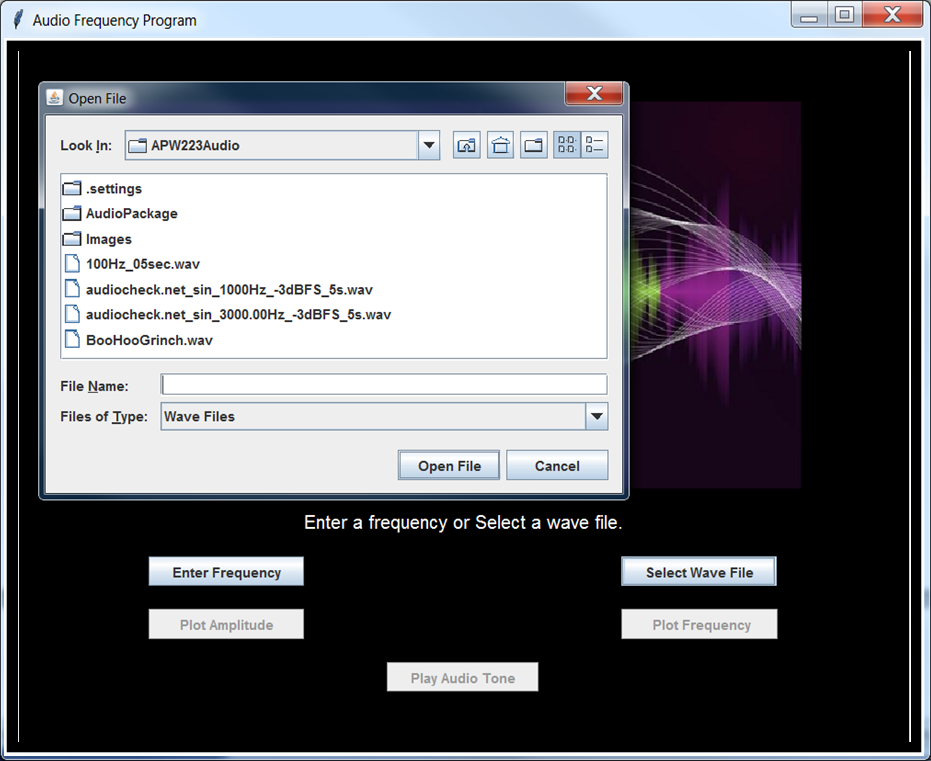 Audio Frequency Program
Open File
Look In: APW223Audio
.settings
AudioPackage
Images
100Hz_05sec.wav
audiocheck.net_sin_1000Hz_-3dBFS_5s.wav
audiocheck.net_sin_3000.00Hz_-3dBFS_5s.wav
BooHooGrinch.wav
File Name:
Files of Type: Wave Files
Open File Cancel
Enter a frequency or Select a wave file.
Enter Frequency Select Wave File
Plot Amplitude Plot Frequency
Play Audio Tone